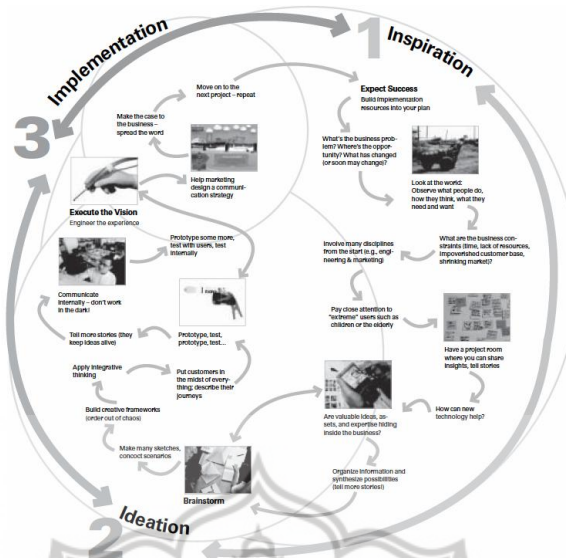 1
Inspiration
Expect Success
Build implementation
resources into your plan
What's the business prob-
lem? Where's the oppor-
tunity? What has changed
(or soon may change)?
Look at the world:
Observe what people do,
how they think, what they
need and want
What are the business con-
straints (time, lack of resources,
impoverished customer base,
shrinking market)?
Involve many disciplines
from the start (e.g., engi-
neering & marketing)
Pay close attention to
"extreme" users such as
children or the elderly
Have a project room
where you can share
insights, tell stories
How can new
technology help?
Are valuable ideas, as-
sets, and expertise hiding
inside the business?
Organize information and
synthesize possibilities
(tell more stories!)
2
Ideation
Brainstorm
Make many sketches,
concoct scenarios
Build creative frameworks
(order out of chaos)
Apply integrative
thinking
Put customers in
the midst of every-
thing; describe their
journeys
Prototype, test,
prototype, test...
Tell more stories (they
keep ideas alive)
Communicate
internally – don't work
in the dark!
Prototype some more,
test with users, test
internally
3
Implementation
Execute the Vision
Engineer the experience
Help marketing
design a communi-
cation strategy
Make the case to
the business –
spread the word
Move on to the
next project – repeat